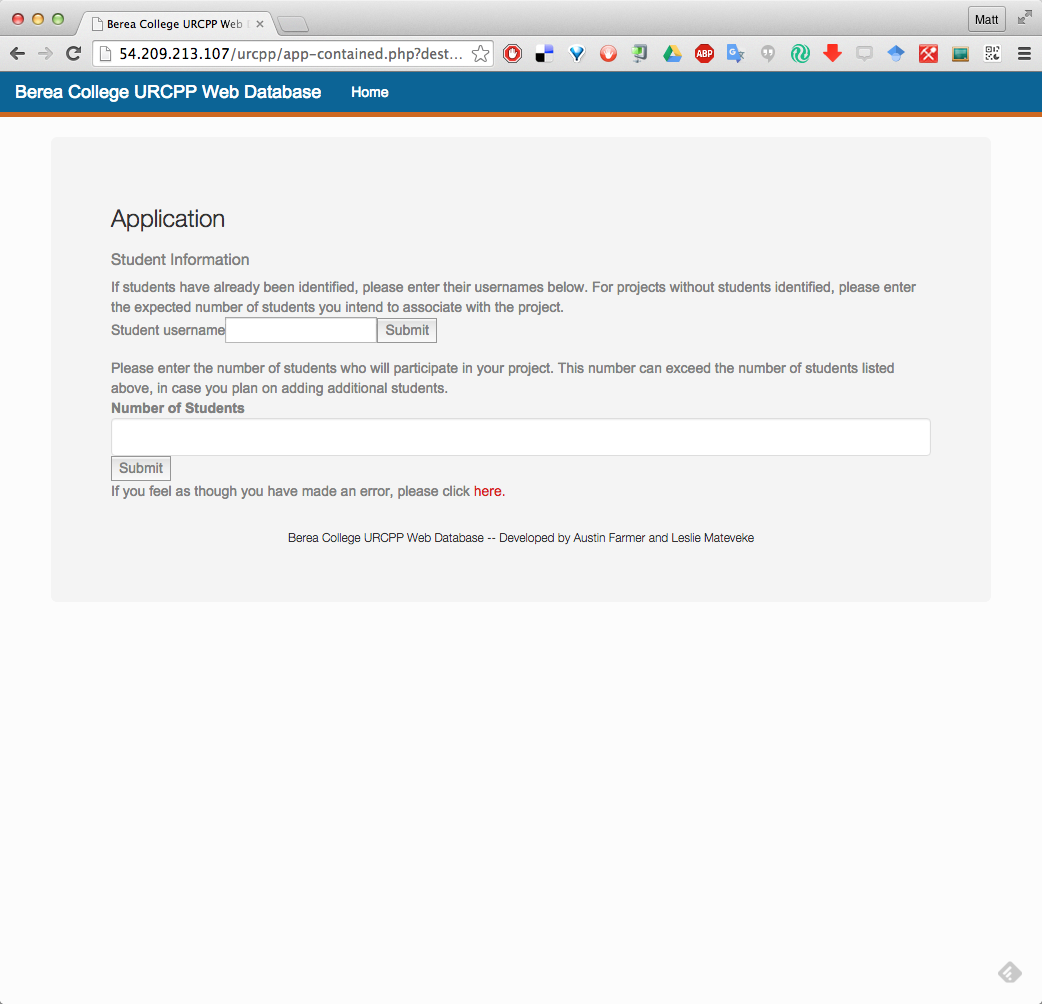 Berea College URCPP Web
Matt
54.209.213.107/urcpp/app-contained.php?dest...
ABP
Berea College URCPP Web Database Home
Application
Student Information
If students have already been identified, please enter their usernames below. For projects without students identified, please enter
the expected number of students you intend to associate with the project.
Student username Submit
Please enter the number of students who will participate in your project. This number can exceed the number of students listed
above, in case you plan on adding additional students.
Number of Students
Submit
If you feel as though you have made an error, please click here.
Berea College URCPP Web Database -- Developed by Austin Farmer and Leslie Mateveke